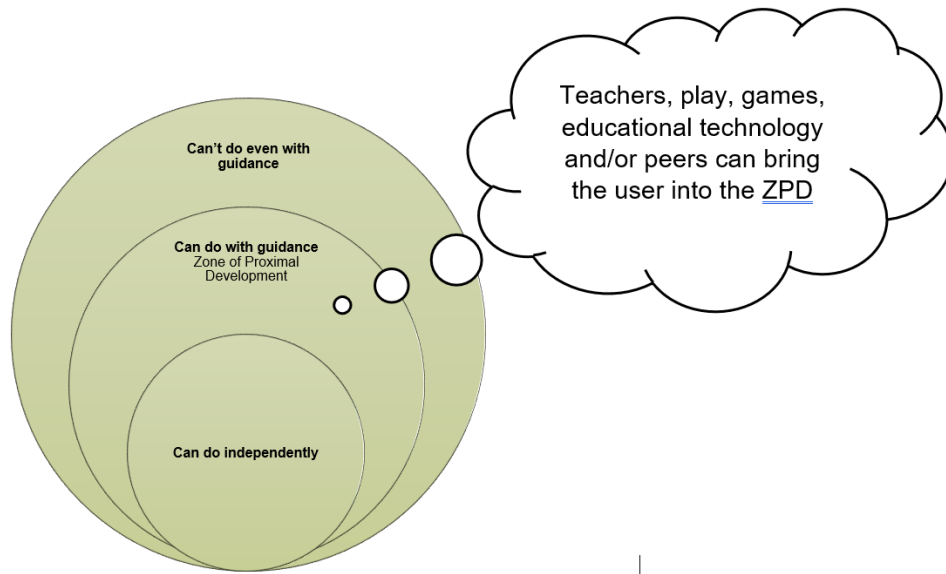 Teachers, play, games,
educational technology
and/or peers can bring
the user into the ZPD
Can’t do even with
guidance
Can do with guidance
Zone of Proximal
Development
Can do independently